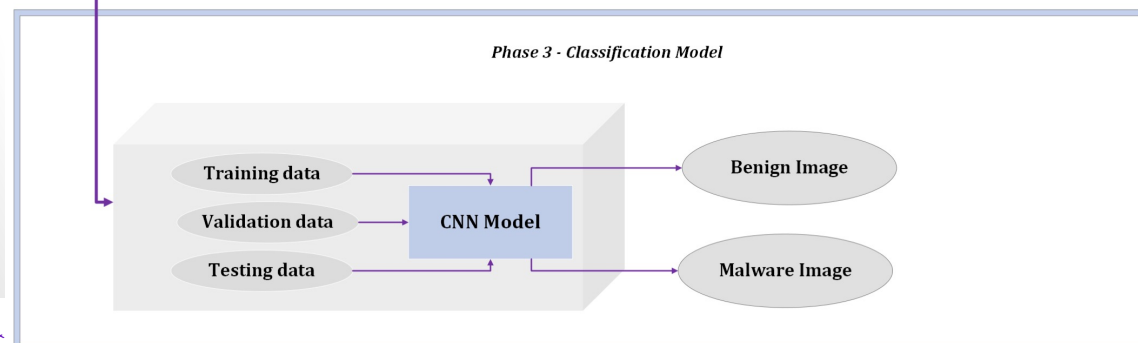 Phase 3 - Classification Model
Training data
Validation data
Testing data
CNN Model
Benign Image
Malware Image